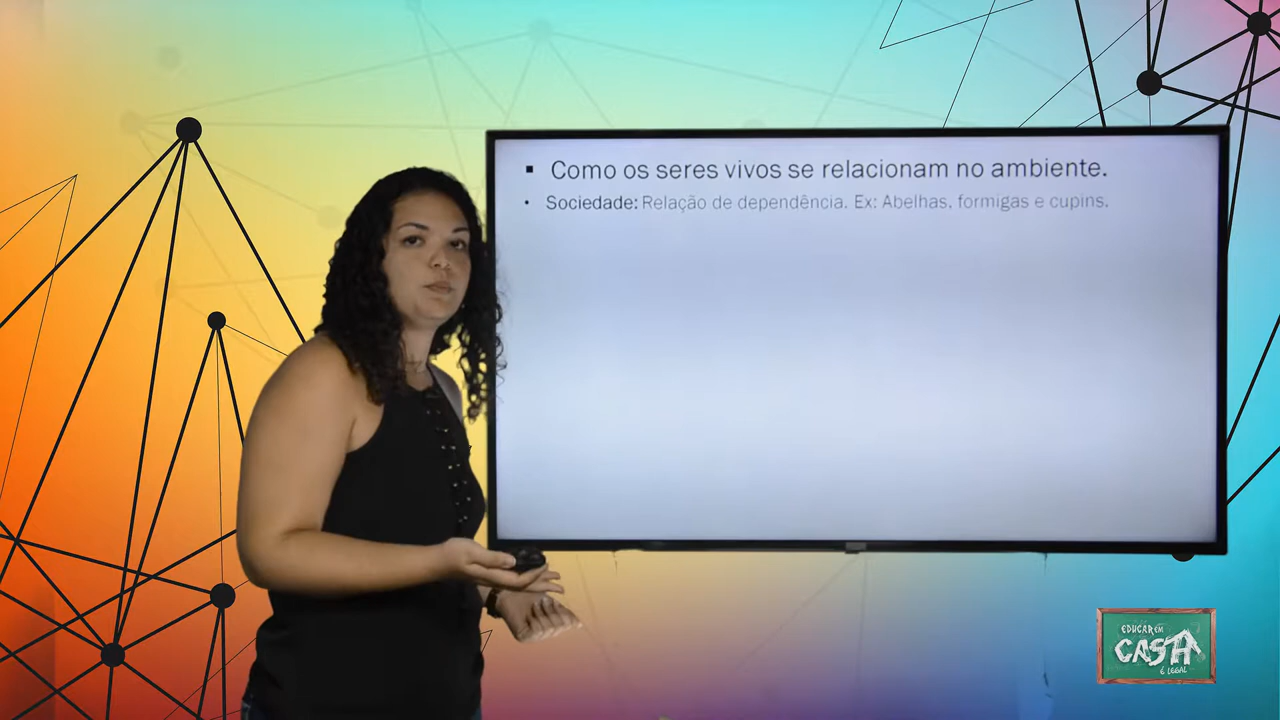 Como os seres vivos se relacionam no ambiente.
Sociedade: Relação de dependência. Ex: Abelhas, formigas e cupins.
EDUCAR EM
CASA
É LEGAL